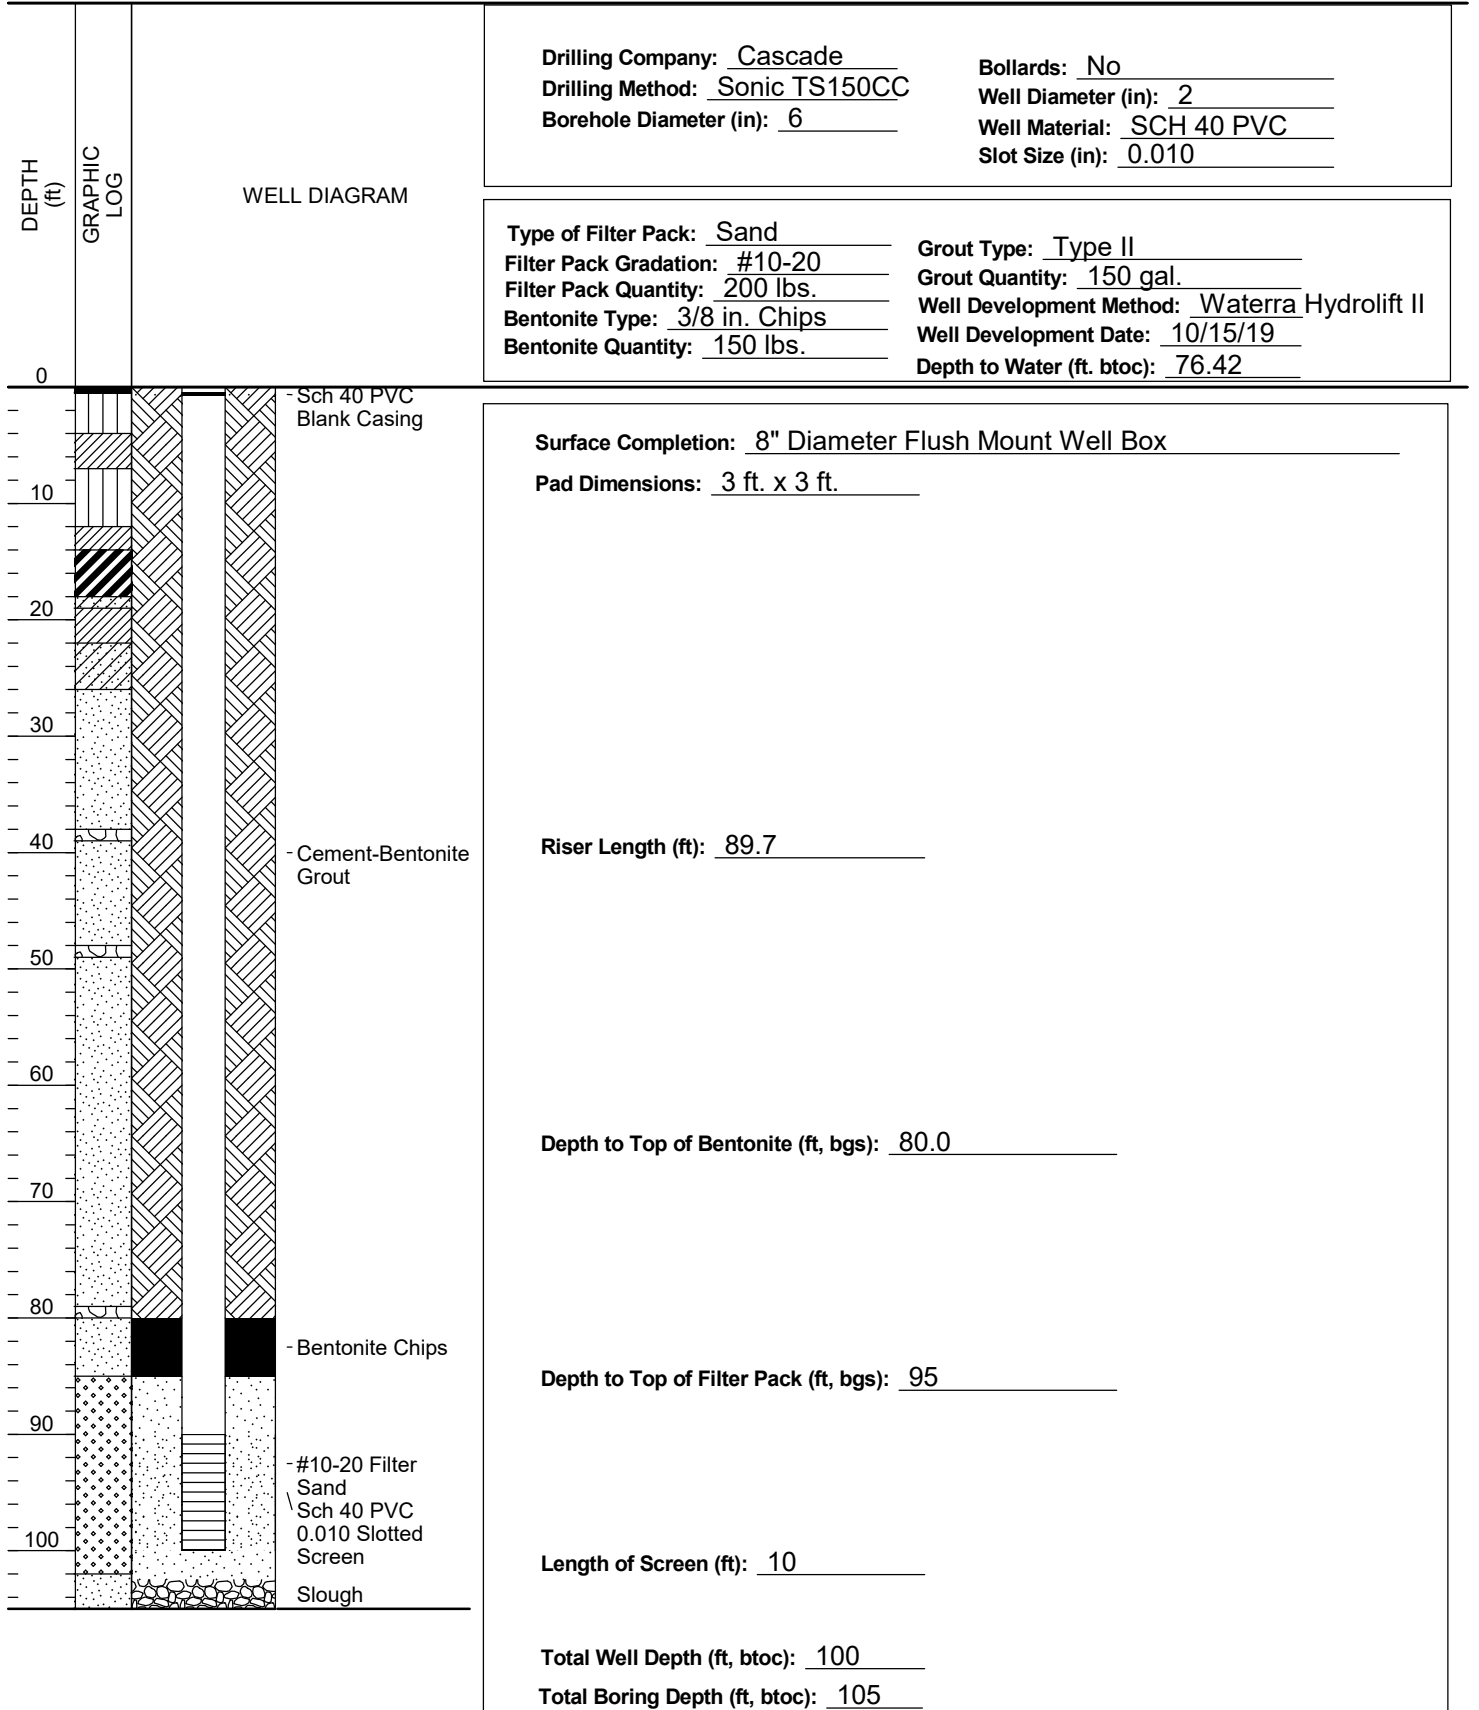 DEPTH
(ft)
GRAPHIC
LOG
WELL DIAGRAM
Drilling Company: Cascade
Drilling Method: Sonic TS150CC
Borehole Diameter (in): 6
Bollards: No
Well Diameter (in): 2
Well Material: SCH 40 PVC
Slot Size (in): 0.010
Type of Filter Pack: Sand
Filter Pack Gradation: #10-20
Filter Pack Quantity: 200 lbs.
Bentonite Type: 3/8 in. Chips
Bentonite Quantity: 150 lbs.
Grout Type: Type II
Grout Quantity: 150 gal.
Well Development Method: Waterra Hydrolift II
Well Development Date: 10/15/19
Depth to Water (ft. btoc): 76.42
0
10
20
30
40
50
60
70
80
90
100
Sch 40 PVC
Blank Casing
Cement-Bentonite
Grout
Bentonite Chips
#10-20 Filter
Sand
Sch 40 PVC
0.010 Slotted
Screen
Slough
Surface Completion: 8" Diameter Flush Mount Well Box
Pad Dimensions: 3 ft. x 3 ft.
Riser Length (ft): 89.7
Depth to Top of Bentonite (ft, bgs): 80.0
Depth to Top of Filter Pack (ft, bgs): 95
Length of Screen (ft): 10
Total Well Depth (ft, btoc): 100
Total Boring Depth (ft, btoc): 105